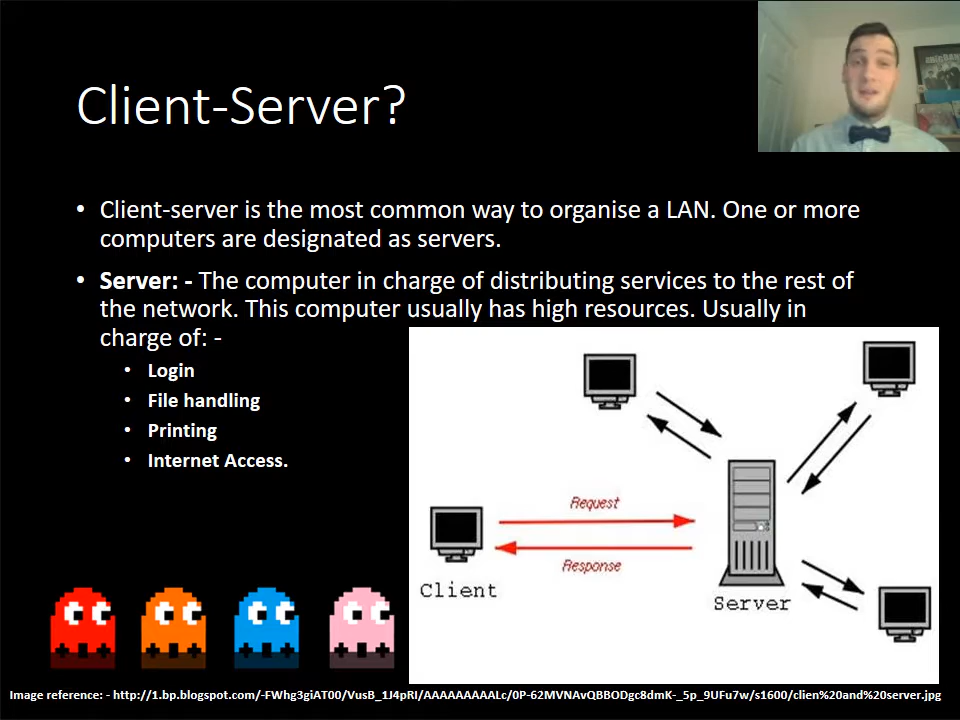 Client-Server?
• Client-server is the most common way to organise a LAN. One or more
computers are designated as servers.
• Server: - The computer in charge of distributing services to the rest of
the network. This computer usually has high resources. Usually in
charge of: -
• Login
• File handling
• Printing
• Internet Access.
Request
Response
Client
Server
Image reference: - http://1.bp.blogspot.com/-FWhg3giAT00/VusB_1J4pRI/AAAAAAAAALc/0P-62MVNAvQBBODgc8dmK-_5p_9UFu7w/s1600/clien%20and%20server.jpg